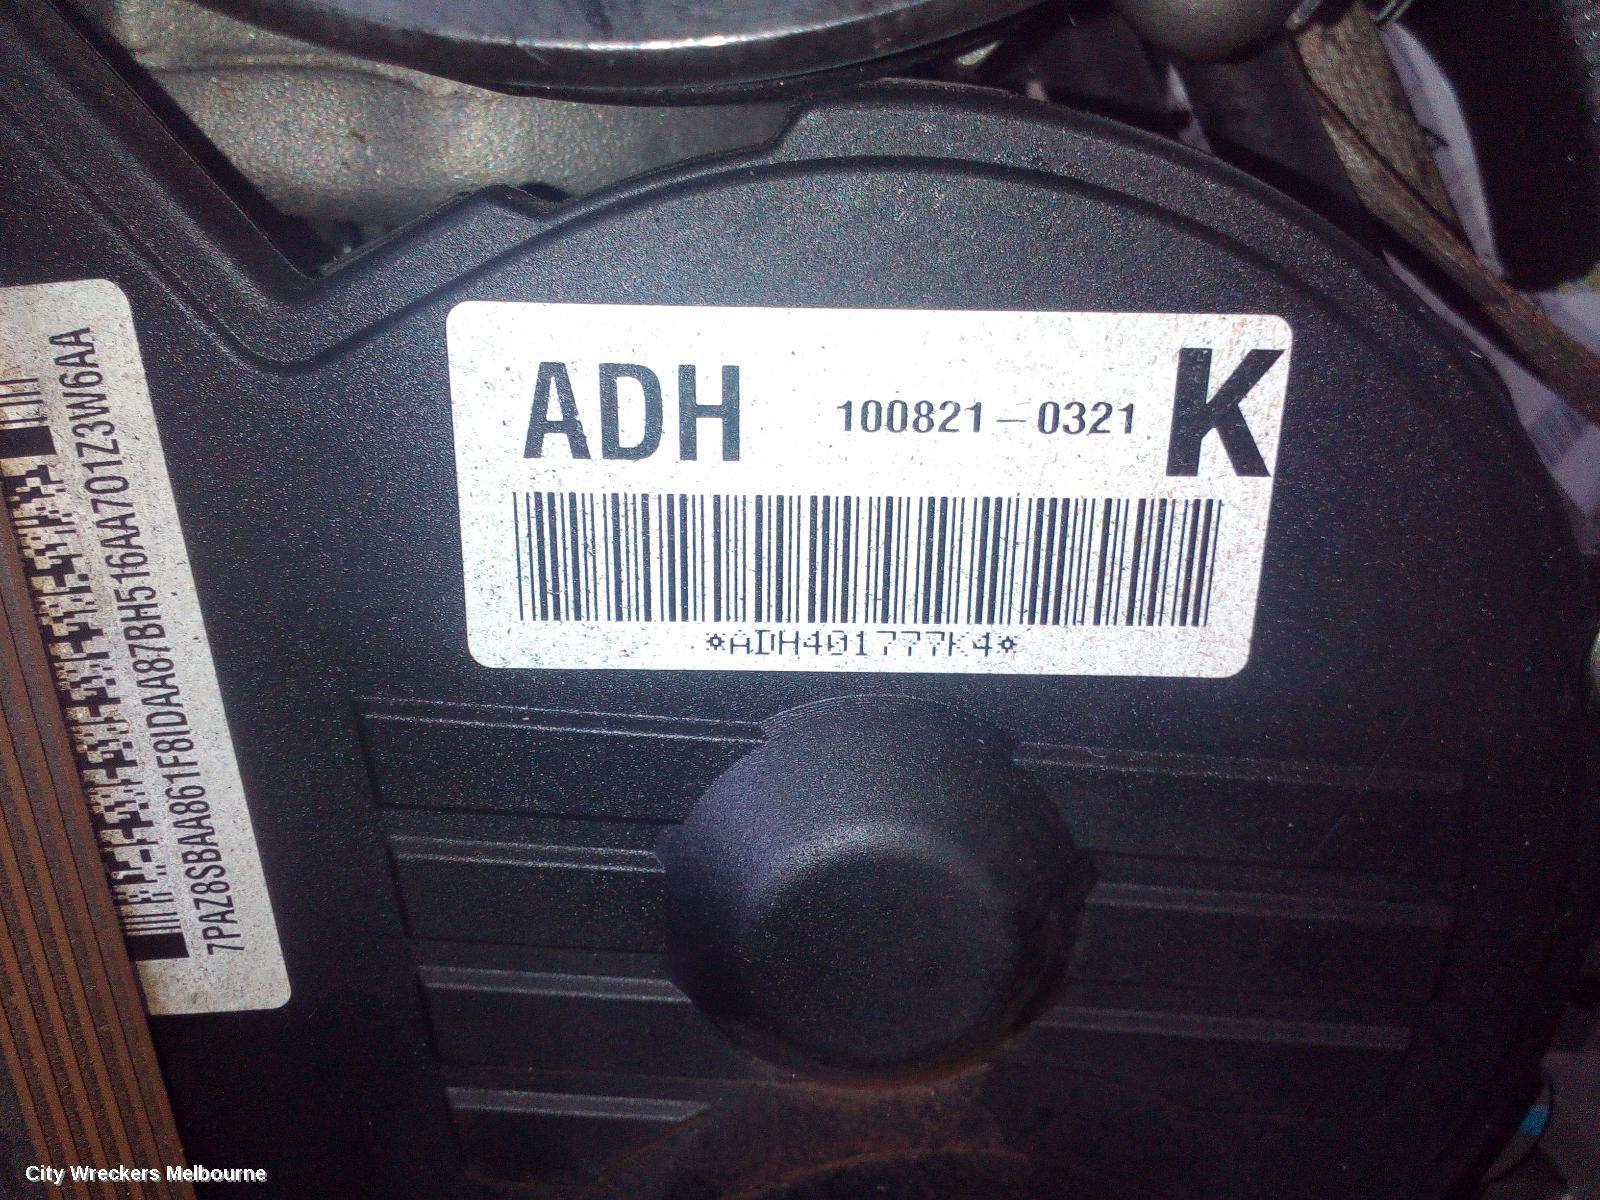 ADH 100821-0321 K
*ADH401777K4*
7PAZ8SBAA861F8IDAA87BH516AA701Z3W6AA
City Wreckers Melbourne